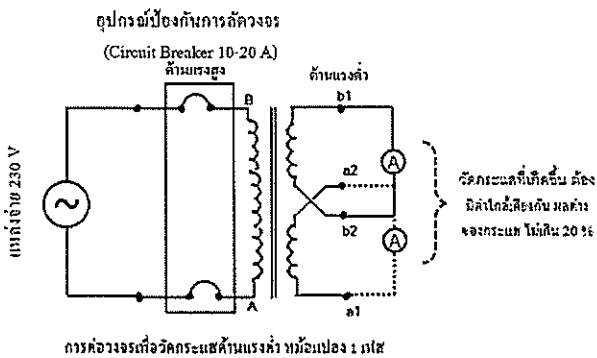 อุปกรณ์ป้องกันการลัดวงจร
(Circuit Breaker 10-20 A)
ด้านแรงสูง
ด้านแรงต่ำ
B
b1
A
a2
แหล่งจ่าย 230 V
วัดกระแสที่เกิดขึ้น ต้อง
มีค่าใกล้เคียงกัน ผลต่าง
ของกระแส ไม่เกิน 20 %
b2
A
A
a1
การต่อวงจรเพื่อวัดกระแสด้านแรงต่ำ หม้อแปลง 1 เฟส